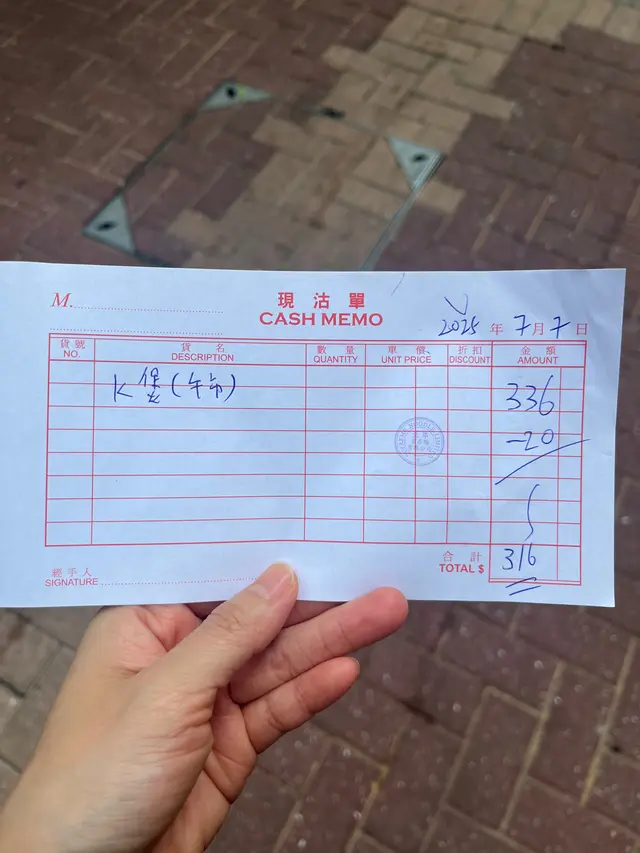 現沽單
CASH MEMO
M.
2025 年 7 月 7 日
貨號 貨名 數量 單價 折扣 金額
NO. DESCRIPTION QUANTITY UNIT PRICE DISCOUNT AMOUNT
K 煲 (午市) 336
-20
經手人 合計
SIGNATURE TOTAL $ 316